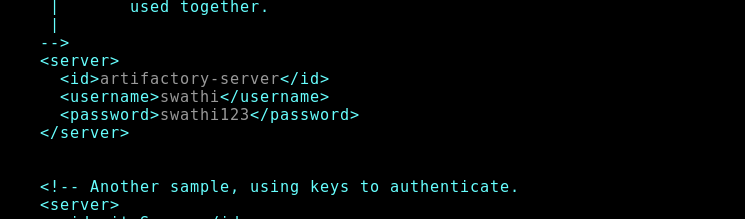 |       used together.
|
-->
<server>
<id>artifactory-server</id>
<username>swathi</username>
<password>swathi123</password>
</server>
<!-- Another sample, using keys to authenticate.
<server>